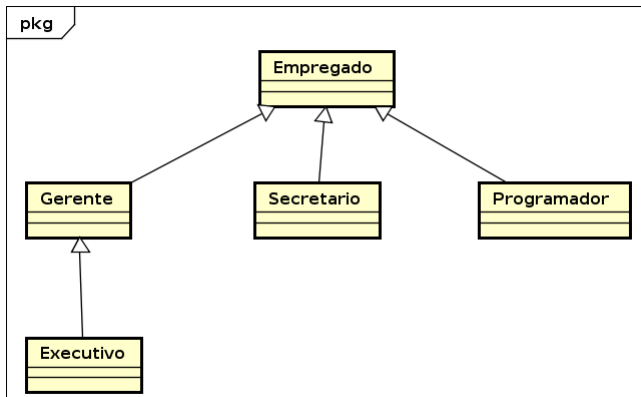 pkg
Empregado
Gerente
Secretario
Programador
Executivo